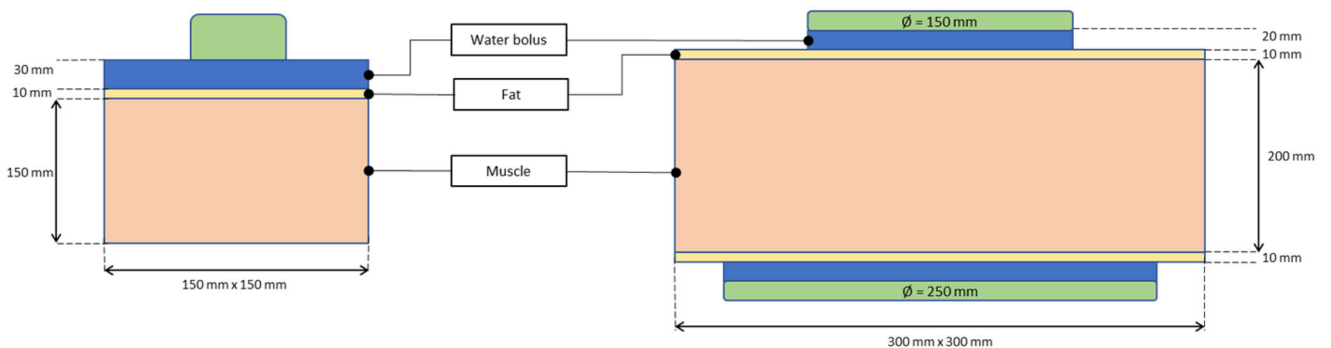 30 mm
10 mm
150 mm
150 mm x 150 mm
Water bolus
Fat
Muscle
Ø = 150 mm
20 mm
10 mm
200 mm
10 mm
Ø = 250 mm
300 mm x 300 mm